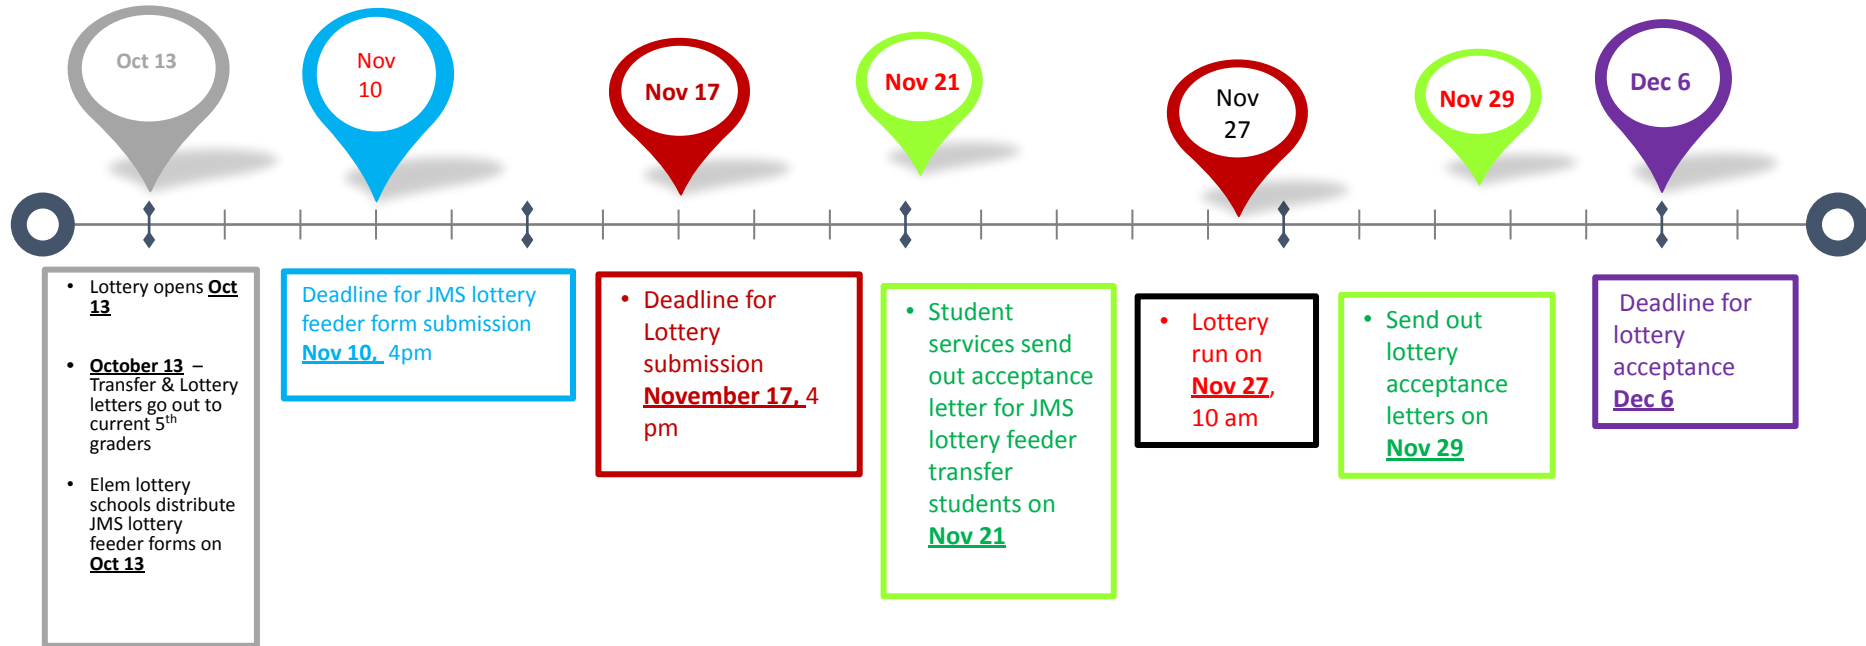 Oct 13
Nov
10
Nov 17
Nov 21
Nov
27
Nov 29
Dec 6
• Lottery opens Oct
13
• October 13 –
Transfer & Lottery
letters go out to
current 5th
graders
• Elem lottery
schools distribute
JMS lottery
feeder forms on
Oct 13
Deadline for JMS lottery
feeder form submission
Nov 10, 4pm
• Deadline for
Lottery
submission
November 17, 4
pm
• Student
services send
out acceptance
letter for JMS
lottery feeder
transfer
students on
Nov 21
• Lottery
run on
Nov 27,
10 am
• Send out
lottery
acceptance
letters on
Nov 29
Deadline for
lottery
acceptance
Dec 6